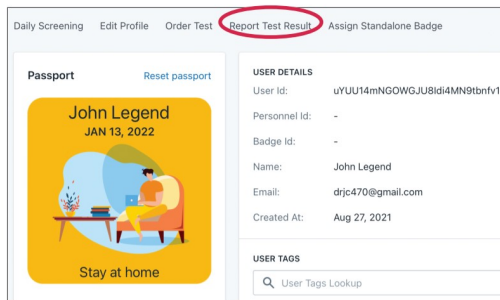 Daily Screening Edit Profile Order Test Report Test Result Assign Standalone Badge
Passport Reset passport
John Legend
JAN 13, 2022
Stay at home
USER DETAILS
User Id: uYUU14mNGOWGJU8Idi4MN9tbnfv1
Personnel Id: -
Badge Id: -
Name: John Legend
Email: drjc470@gmail.com
Created At: Aug 27, 2021
USER TAGS
User Tags Lookup